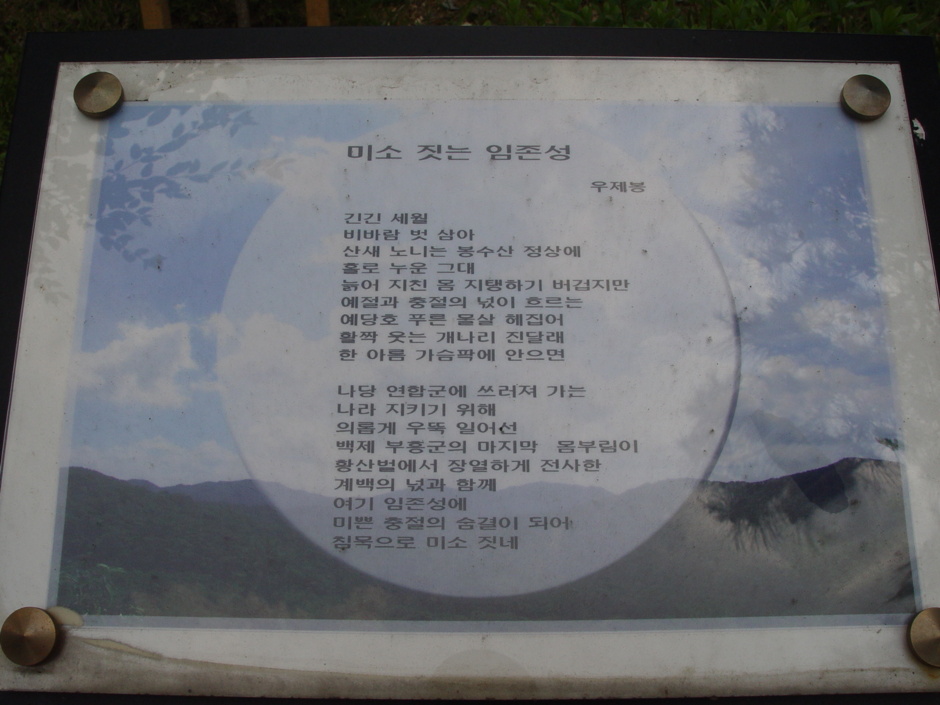 미소 짓는 임존성
우제봉
긴긴 세월
비바람 벗 삼아
산새 노니는 봉수산 정상에
홀로 누운 그대
늙어 지친 몸 지탱하기 버겁지만
예절과 충절의 넋이 흐르는
예당호 푸른 물살 헤집어
활짝 웃는 개나리 진달래
한 아름 가슴팍에 안으면
나당 연합군에 쓰러져 가는
나라 지키기 위해
의롭게 우뚝 일어선
백제 부흥군의 마지막 몸부림이
황산벌에서 장열하게 전사한
계백의 넋과 함께
여기 임존성에
미쁜 충절의 숨결이 되어
침묵으로 미소 짓네